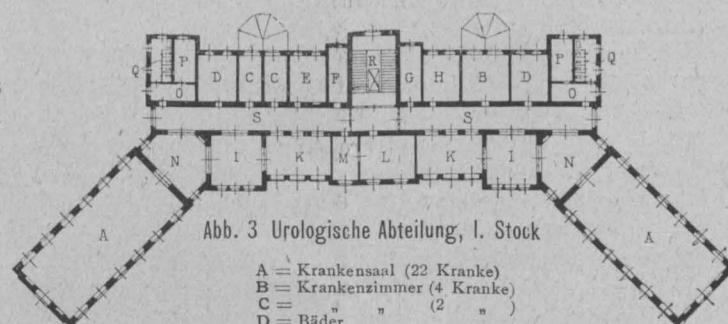 Q P D C C E F R G H B D P Q
O O
S S
N I K M L K I N
A A
Abb. 3 Urologische Abteilung, I. Stock
A = Krankensaal (22 Kranke)
B = Krankenzimmer (4 Kranke)
C = „ „ (2 „ )
D = Bäder